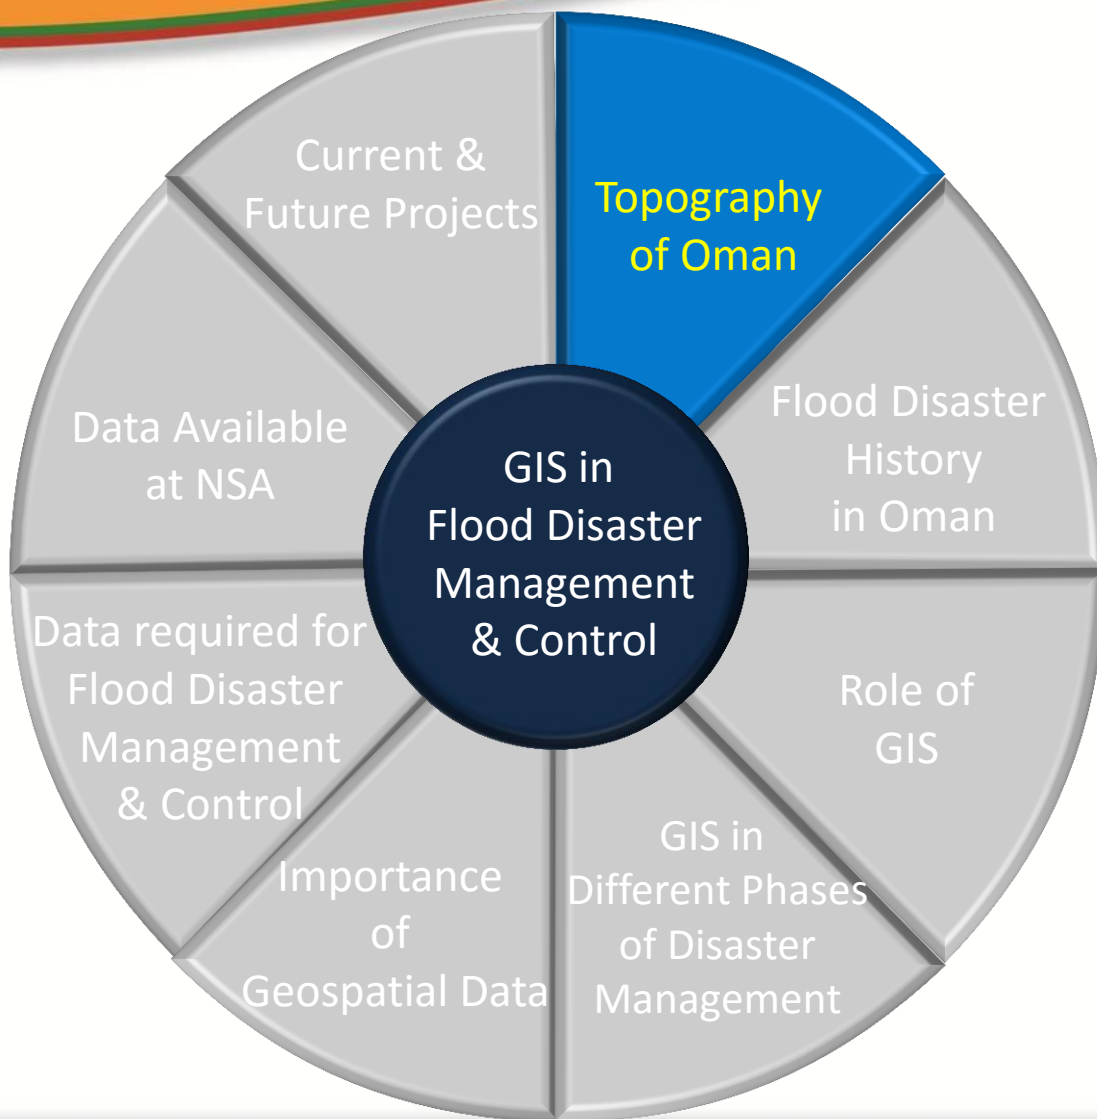 Topography
of Oman
Flood Disaster
History
in Oman
Role of
GIS
GIS in
Different Phases
of Disaster
Management
Importance
of
Geospatial Data
Data required for
Flood Disaster
Management
& Control
Data Available
at NSA
Current &
Future Projects
GIS in
Flood Disaster
Management
& Control